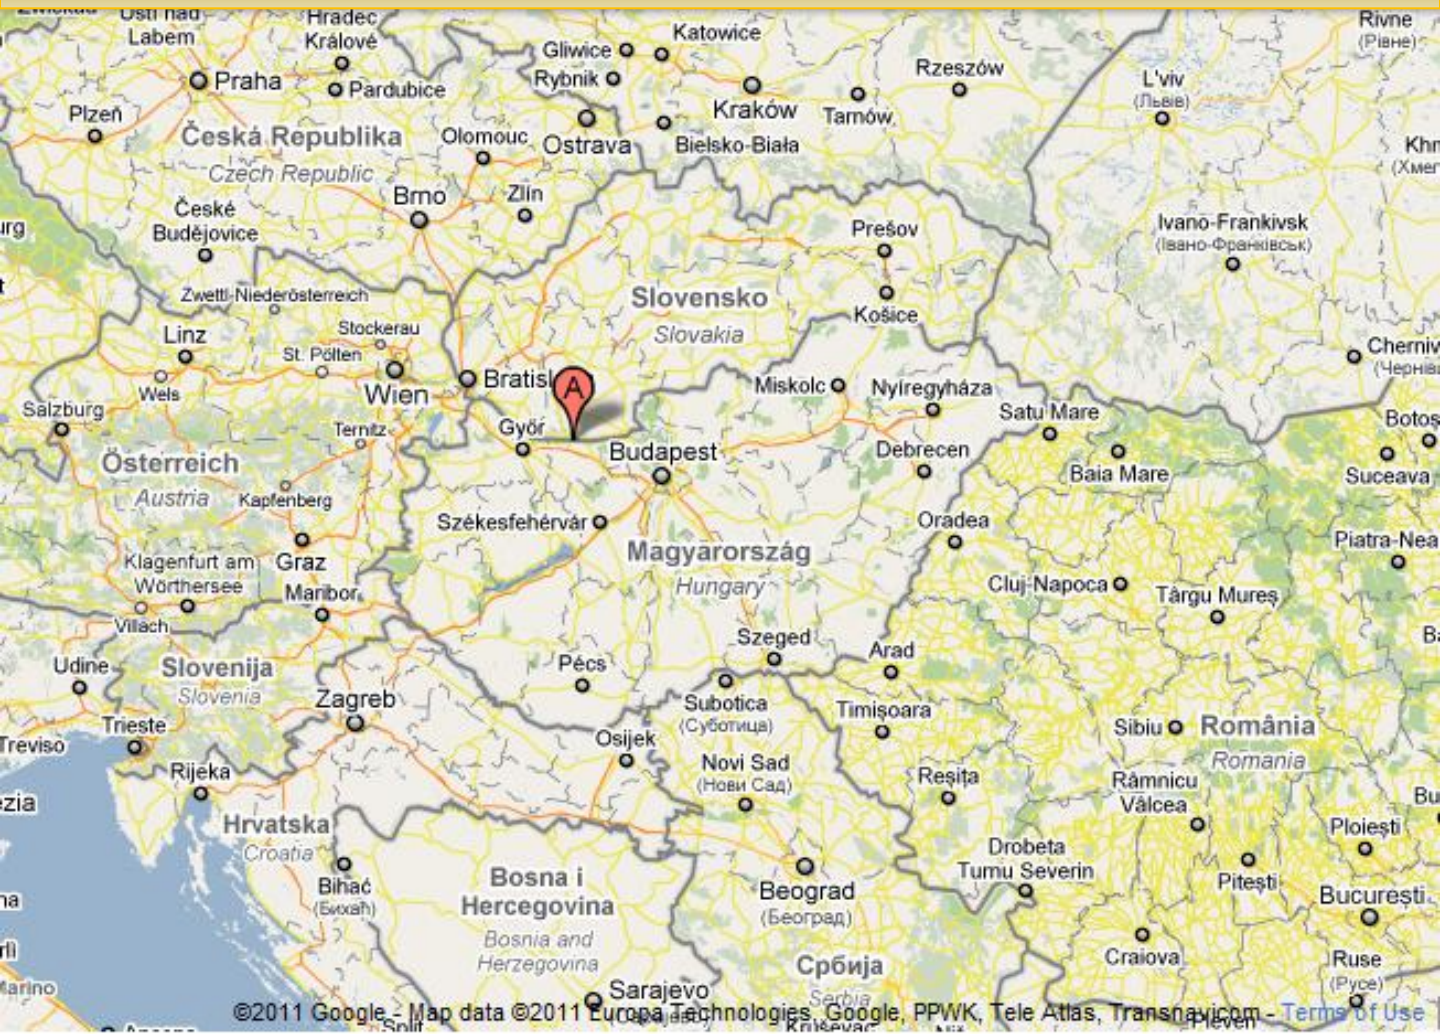 Ústí nad
Labem
Hradec
Králové
Gliwice
Katowice
Rivne
(Рівне)
Praha
Pardubice
Rybnik
Kraków
Tarnów
Rzeszów
L'viv
(Львів)
Plzeň
Česká Republika
Czech Republic
Olomouc
Ostrava
Bielsko-Biała
Brno
Zlín
České
Budějovice
Prešov
Ivano-Frankivsk
(Івано-Франківськ)
Zwettl-Niederösterreich
Slovensko
Slovakia
Košice
Linz
Stockerau
St. Pölten
Wels
Wien
Bratisl
A
Miskolc
Nyíregyháza
Satu Mare
Salzburg
Ternitz
Győr
Budapest
Debrecen
Baia Mare
Suceava
Österreich
Austria
Kapfenberg
Székesfehérvár
Oradea
Magyarország
Hungary
Graz
Klagenfurt am
Wörthersee
Maribor
Cluj-Napoca
Târgu Mureș
Piatra-Nea
Villach
Udine
Slovenija
Slovenia
Pécs
Szeged
Arad
Zagreb
Subotica
(Суботица)
Timișoara
Trieste
Treviso
Osijek
Sibiu
România
Romania
Rijeka
Novi Sad
(Нови Сад)
Reșița
Râmnicu
Vâlcea
Hrvatska
Croatia
Ploiești
Bihać
(Бихаћ)
Bosna i
Hercegovina
Bosnia and
Herzegovina
Beograd
(Београд)
Drobeta
Turnu Severin
Pitești
București
Craiova
Србија
Serbia
Ruse
(Русе)
Sarajevo
©2011 Google - Map data ©2011 Europa Technologies, Google, PPWK, Tele Atlas, Transnavicom - Terms of Use
Split
Pleven